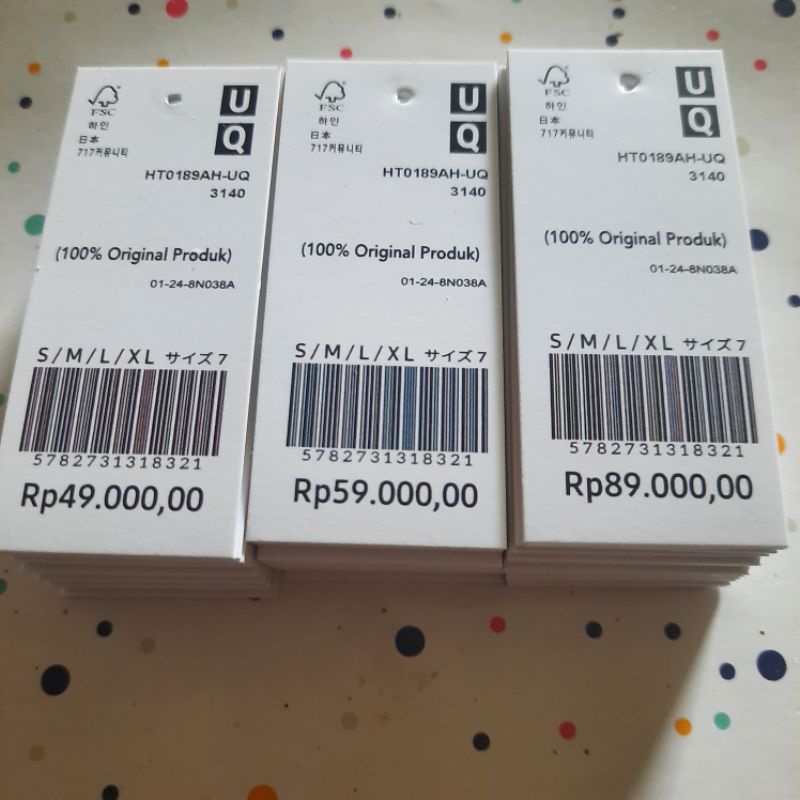 FSC
하인
日本
717커뮤니티
U
Q
HT0189AH-UQ
3140
(100% Original Produk)
01-24-8N038A
S/M/L/XL サイズ7
5782731318321
Rp49.000,00
FSC
하인
日本
717커뮤니티
U
Q
HT0189AH-UQ
3140
(100% Original Produk)
01-24-8N038A
S/M/L/XL サイズ7
5782731318321
Rp59.000,00
FSC
하인
日本
717커뮤니티
U
Q
HT0189AH-UQ
3140
(100% Original Produk)
01-24-8N038A
S/M/L/XL サイズ7
5782731318321
Rp89.000,00